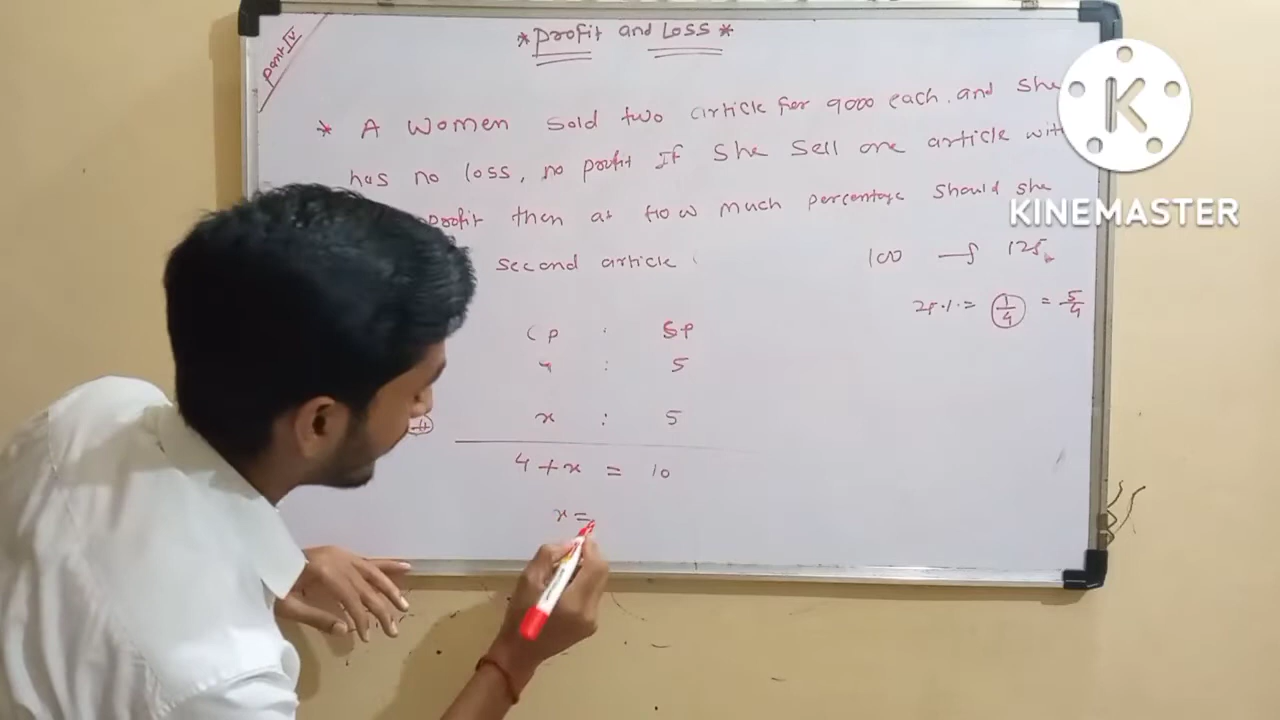 Part IV
* Profit and Loss *
* A Women Sold two article for 9000 each. and She
has no loss, no profit If She Sell one article with
profit then at How much percentage should she
second article
100 125
25% = 1/4 = 5/4
CP : SP
4 : 5
x : 5
4 + x = 10
x =
K
KINEMASTER